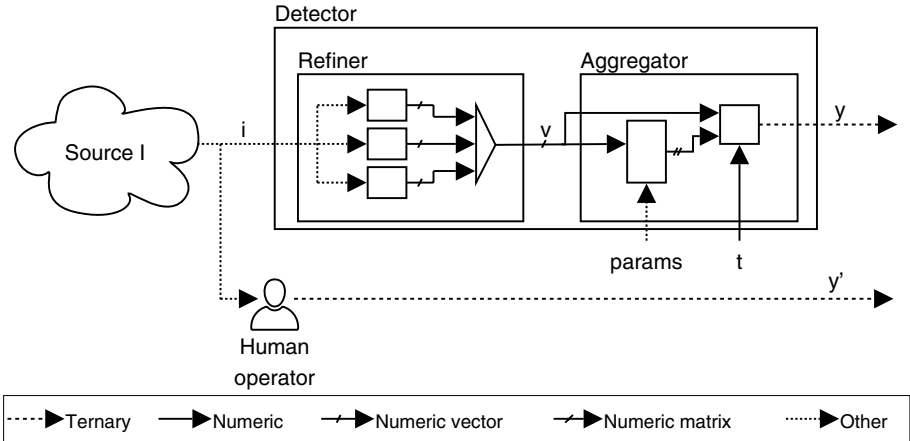 Detector
Refiner
Aggregator
Source I
i
v
y
params
t
y'
Human
operator
Ternary
Numeric
Numeric vector
Numeric matrix
Other